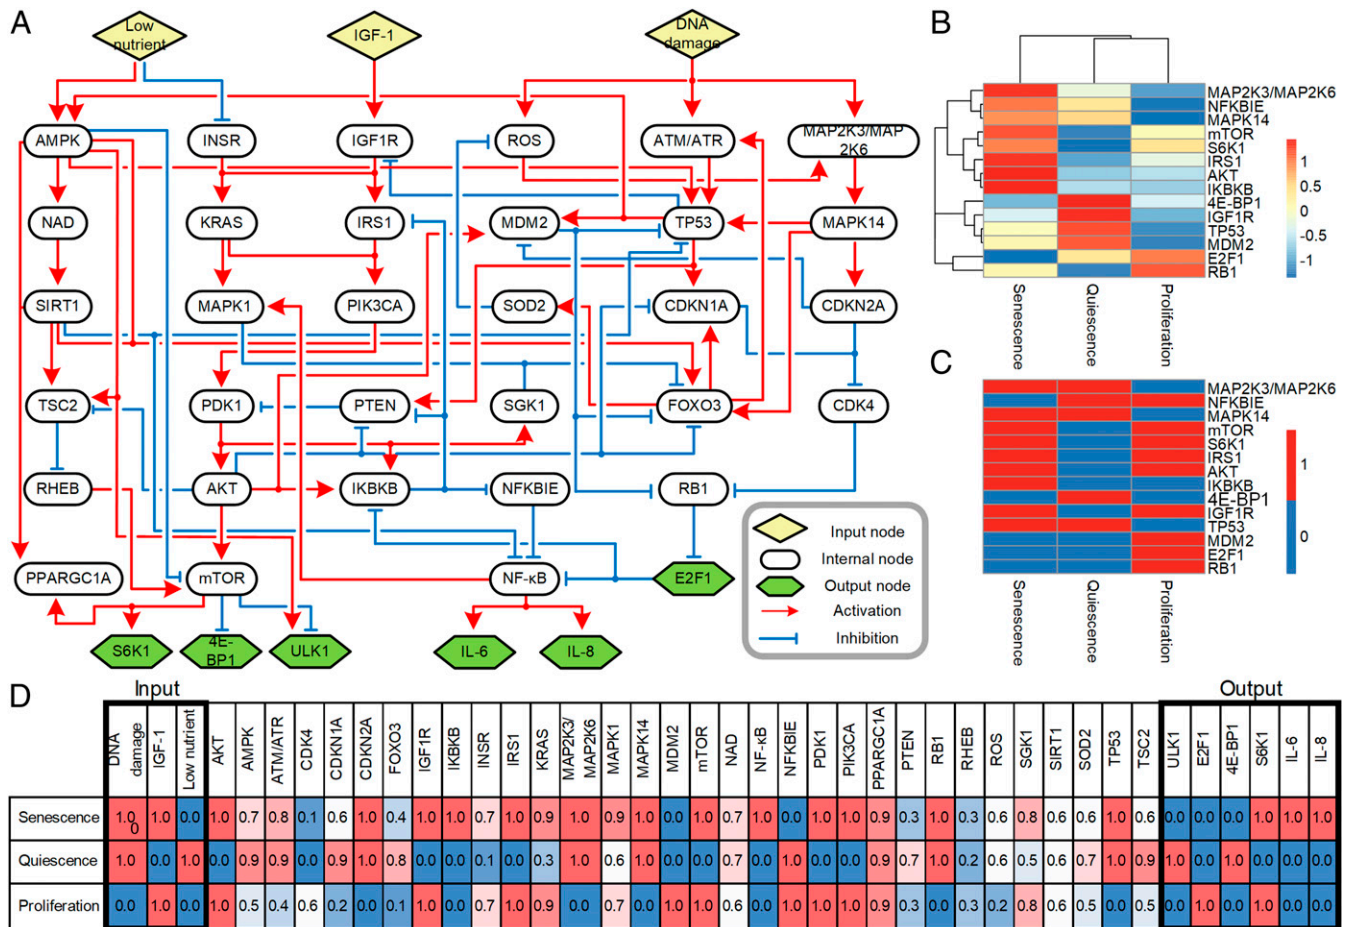 A
Low
nutrient
IGF-1
DNA
damage
AMPK
INSR
IGF1R
ROS
ATM/ATR
MAP2K3/MAP
2K6
NAD
KRAS
IRS1
MDM2
TP53
MAPK14
SIRT1
MAPK1
PIK3CA
SOD2
CDKN1A
CDKN2A
TSC2
PDK1
PTEN
SGK1
FOXO3
CDK4
RHEB
AKT
IKBKB
NFKBIE
RB1
PPARGC1A
mTOR
NF-κB
E2F1
S6K1
4E-
BP1
ULK1
IL-6
IL-8
Input node
Internal node
Output node
Activation
Inhibition
B
MAP2K3/MAP2K6
NFKBIE
MAPK14
mTOR
S6K1
IRS1
AKT
IKBKB
4E-BP1
IGF1R
TP53
MDM2
E2F1
RB1
1
0.5
0
-0.5
-1
Senescence
Quiescence
Proliferation
C
MAP2K3/MAP2K6
NFKBIE
MAPK14
mTOR
S6K1
IRS1
AKT
IKBKB
4E-BP1
IGF1R
TP53
MDM2
E2F1
RB1
1
0
Senescence
Quiescence
Proliferation
D
Input
Output
DNA damage IGF-1 Low nutrient AKT AMPK ATM/ATR CDK4 CDKN1A CDKN2A FOXO3 IGF1R IKBKB INSR IRS1 KRAS MAP2K3/ MAP2K6 MAPK1 MAPK14 MDM2 mTOR NAD NF-κB NFKBIE PDK1 PIK3CA PPARGC1A PTEN RB1 RHEB ROS SGK1 SIRT1 SOD2 TP53 TSC2 ULK1 E2F1 4E-BP1 S6K1 IL-6 IL-8
Senescence 1.0 0 1.0 0.0 1.0 0.7 0.8 0.1 0.6 1.0 0.4 1.0 1.0 0.7 1.0 0.9 1.0 0.9 1.0 0.0 1.0 0.7 1.0 0.0 1.0 1.0 0.9 0.3 1.0 0.3 0.6 0.8 0.6 0.6 1.0 0.6 0.0 0.0 0.0 1.0 1.0 1.0
Quiescence 1.0 0.0 1.0 0.0 0.9 0.9 0.0 0.9 1.0 0.8 0.0 0.0 0.1 0.0 0.3 1.0 0.6 1.0 0.0 0.0 0.7 0.0 1.0 0.0 0.0 0.9 0.7 1.0 0.2 0.6 0.5 0.6 0.7 1.0 0.9 1.0 0.0 1.0 0.0 0.0 0.0
Proliferation 0.0 1.0 0.0 1.0 0.5 0.4 0.6 0.2 0.0 0.1 1.0 0.0 0.7 1.0 0.9 0.0 0.7 0.0 1.0 1.0 0.6 0.0 1.0 1.0 1.0 0.9 0.3 0.0 0.3 0.2 0.8 0.6 0.5 0.0 0.5 0.0 1.0 0.0 1.0 0.0 0.0